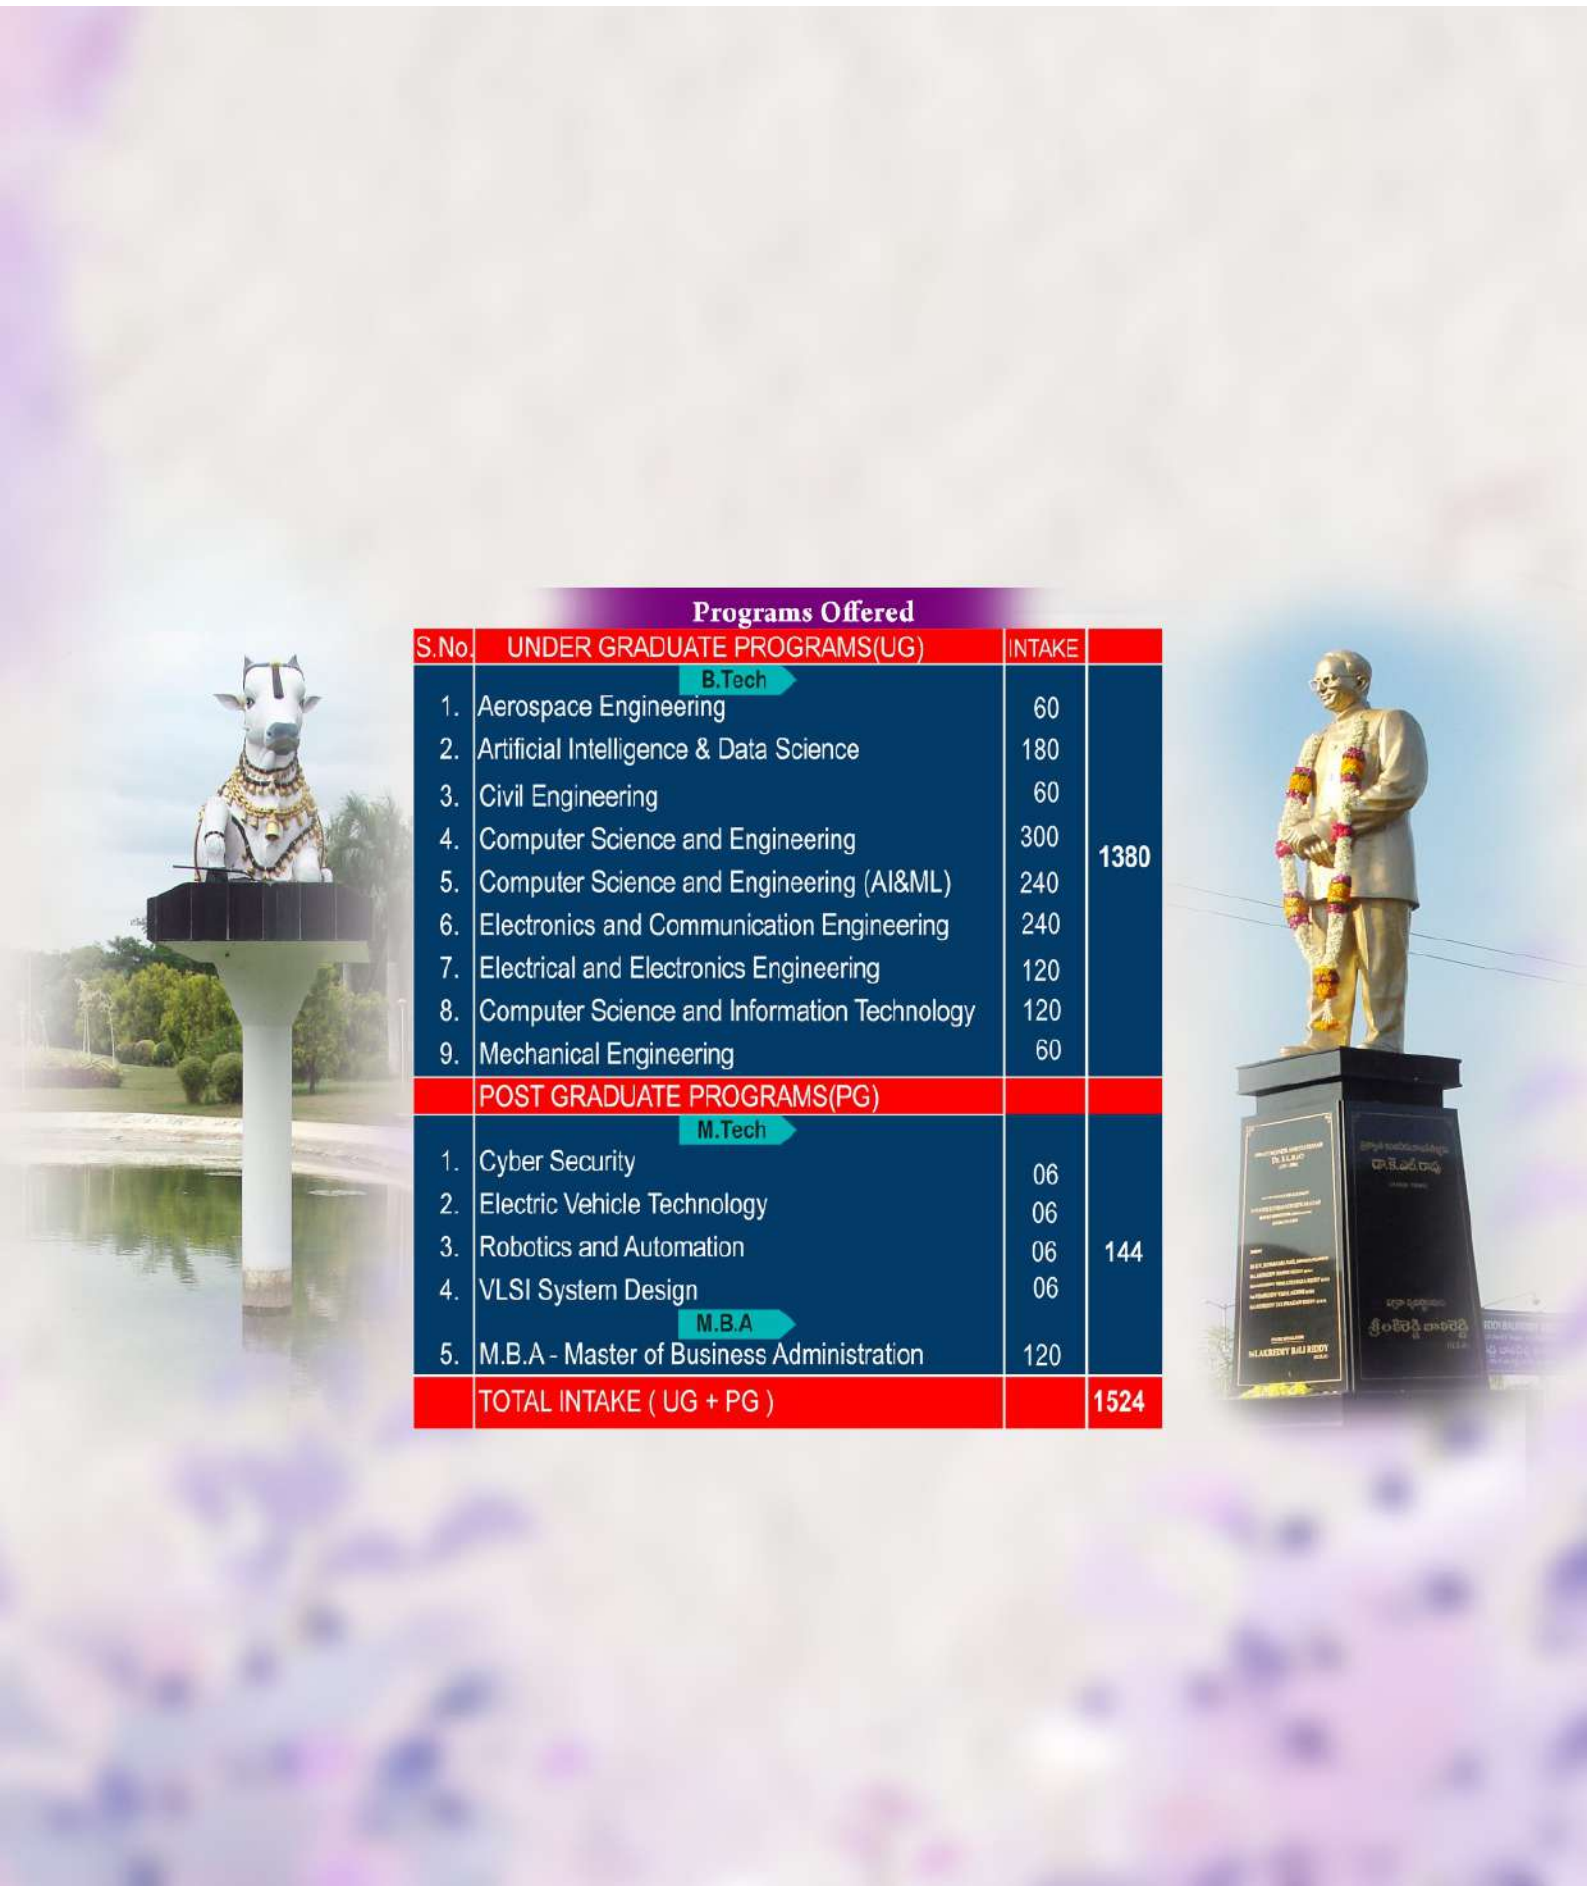 Programs Offered
S.No. UNDER GRADUATE PROGRAMS(UG) INTAKE
B.Tech
1. Aerospace Engineering 60
2. Artificial Intelligence & Data Science 180
3. Civil Engineering 60
4. Computer Science and Engineering 300
1380
5. Computer Science and Engineering (AI&ML) 240
6. Electronics and Communication Engineering 240
7. Electrical and Electronics Engineering 120
8. Computer Science and Information Technology 120
9. Mechanical Engineering 60
POST GRADUATE PROGRAMS(PG)
M.Tech
1. Cyber Security 06
2. Electric Vehicle Technology 06
3. Robotics and Automation 06 144
4. VLSI System Design 06
M.B.A
5. M.B.A - Master of Business Administration 120
TOTAL INTAKE ( UG + PG ) 1524
డా.కె.ఎల్.రావు
BALI REDDY